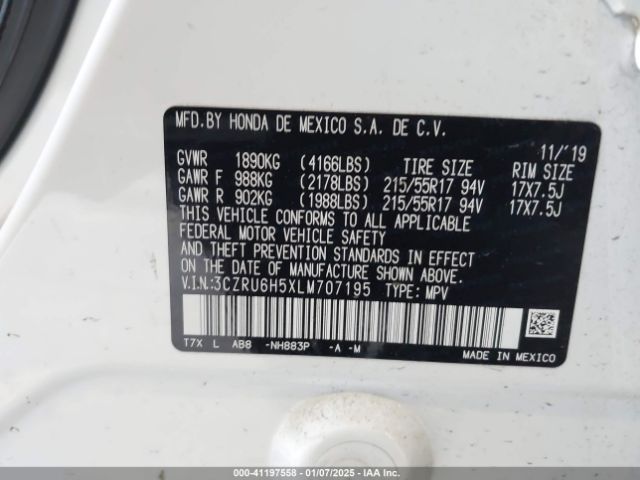 MFD.BY HONDA DE MEXICO S.A. DE C.V.
11/'19
GVWR 1890KG (4166LBS) TIRE SIZE RIM SIZE
GAWR F 988KG (2178LBS) 215/55R17 94V 17X7.5J
GAWR R 902KG (1988LBS) 215/55R17 94V 17X7.5J
THIS VEHICLE CONFORMS TO ALL APPLICABLE
FEDERAL MOTOR VEHICLE SAFETY
AND THEFT PREVENTION STANDARDS IN EFFECT
ON THE DATE OF MANUFACTURE SHOWN ABOVE.
V.I.N:3CZRU6H5XLM707195 TYPE: MPV
T7X L AB8 -NH883P -A -M
MADE IN MEXICO
000-41197558 - 01/07/2025 - IAAI.COM